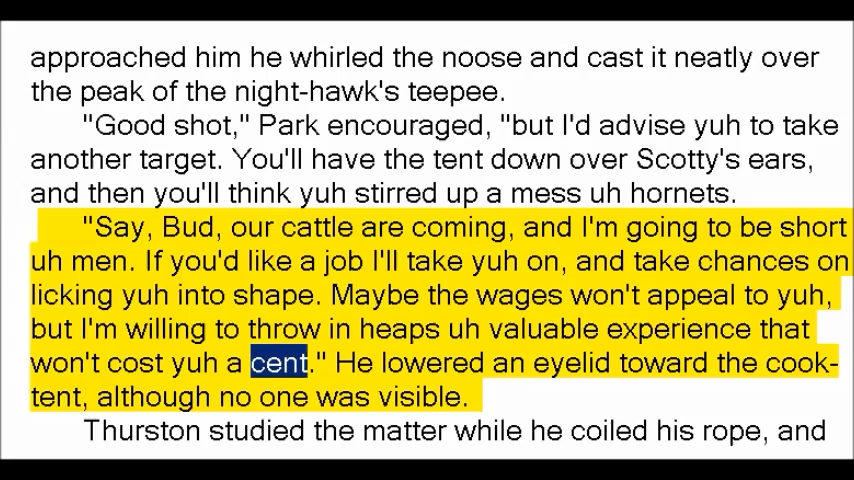 approached him he whirled the noose and cast it neatly over
the peak of the night-hawk's teepee.
"Good shot," Park encouraged, "but I'd advise yuh to take
another target. You'll have the tent down over Scotty's ears,
and then you'll think yuh stirred up a mess uh hornets.
"Say, Bud, our cattle are coming, and I'm going to be short
uh men. If you'd like a job I'll take yuh on, and take chances on
licking yuh into shape. Maybe the wages won't appeal to yuh,
but I'm willing to throw in heaps uh valuable experience that
won't cost yuh a cent." He lowered an eyelid toward the cook-
tent, although no one was visible.
Thurston studied the matter while he coiled his rope, and